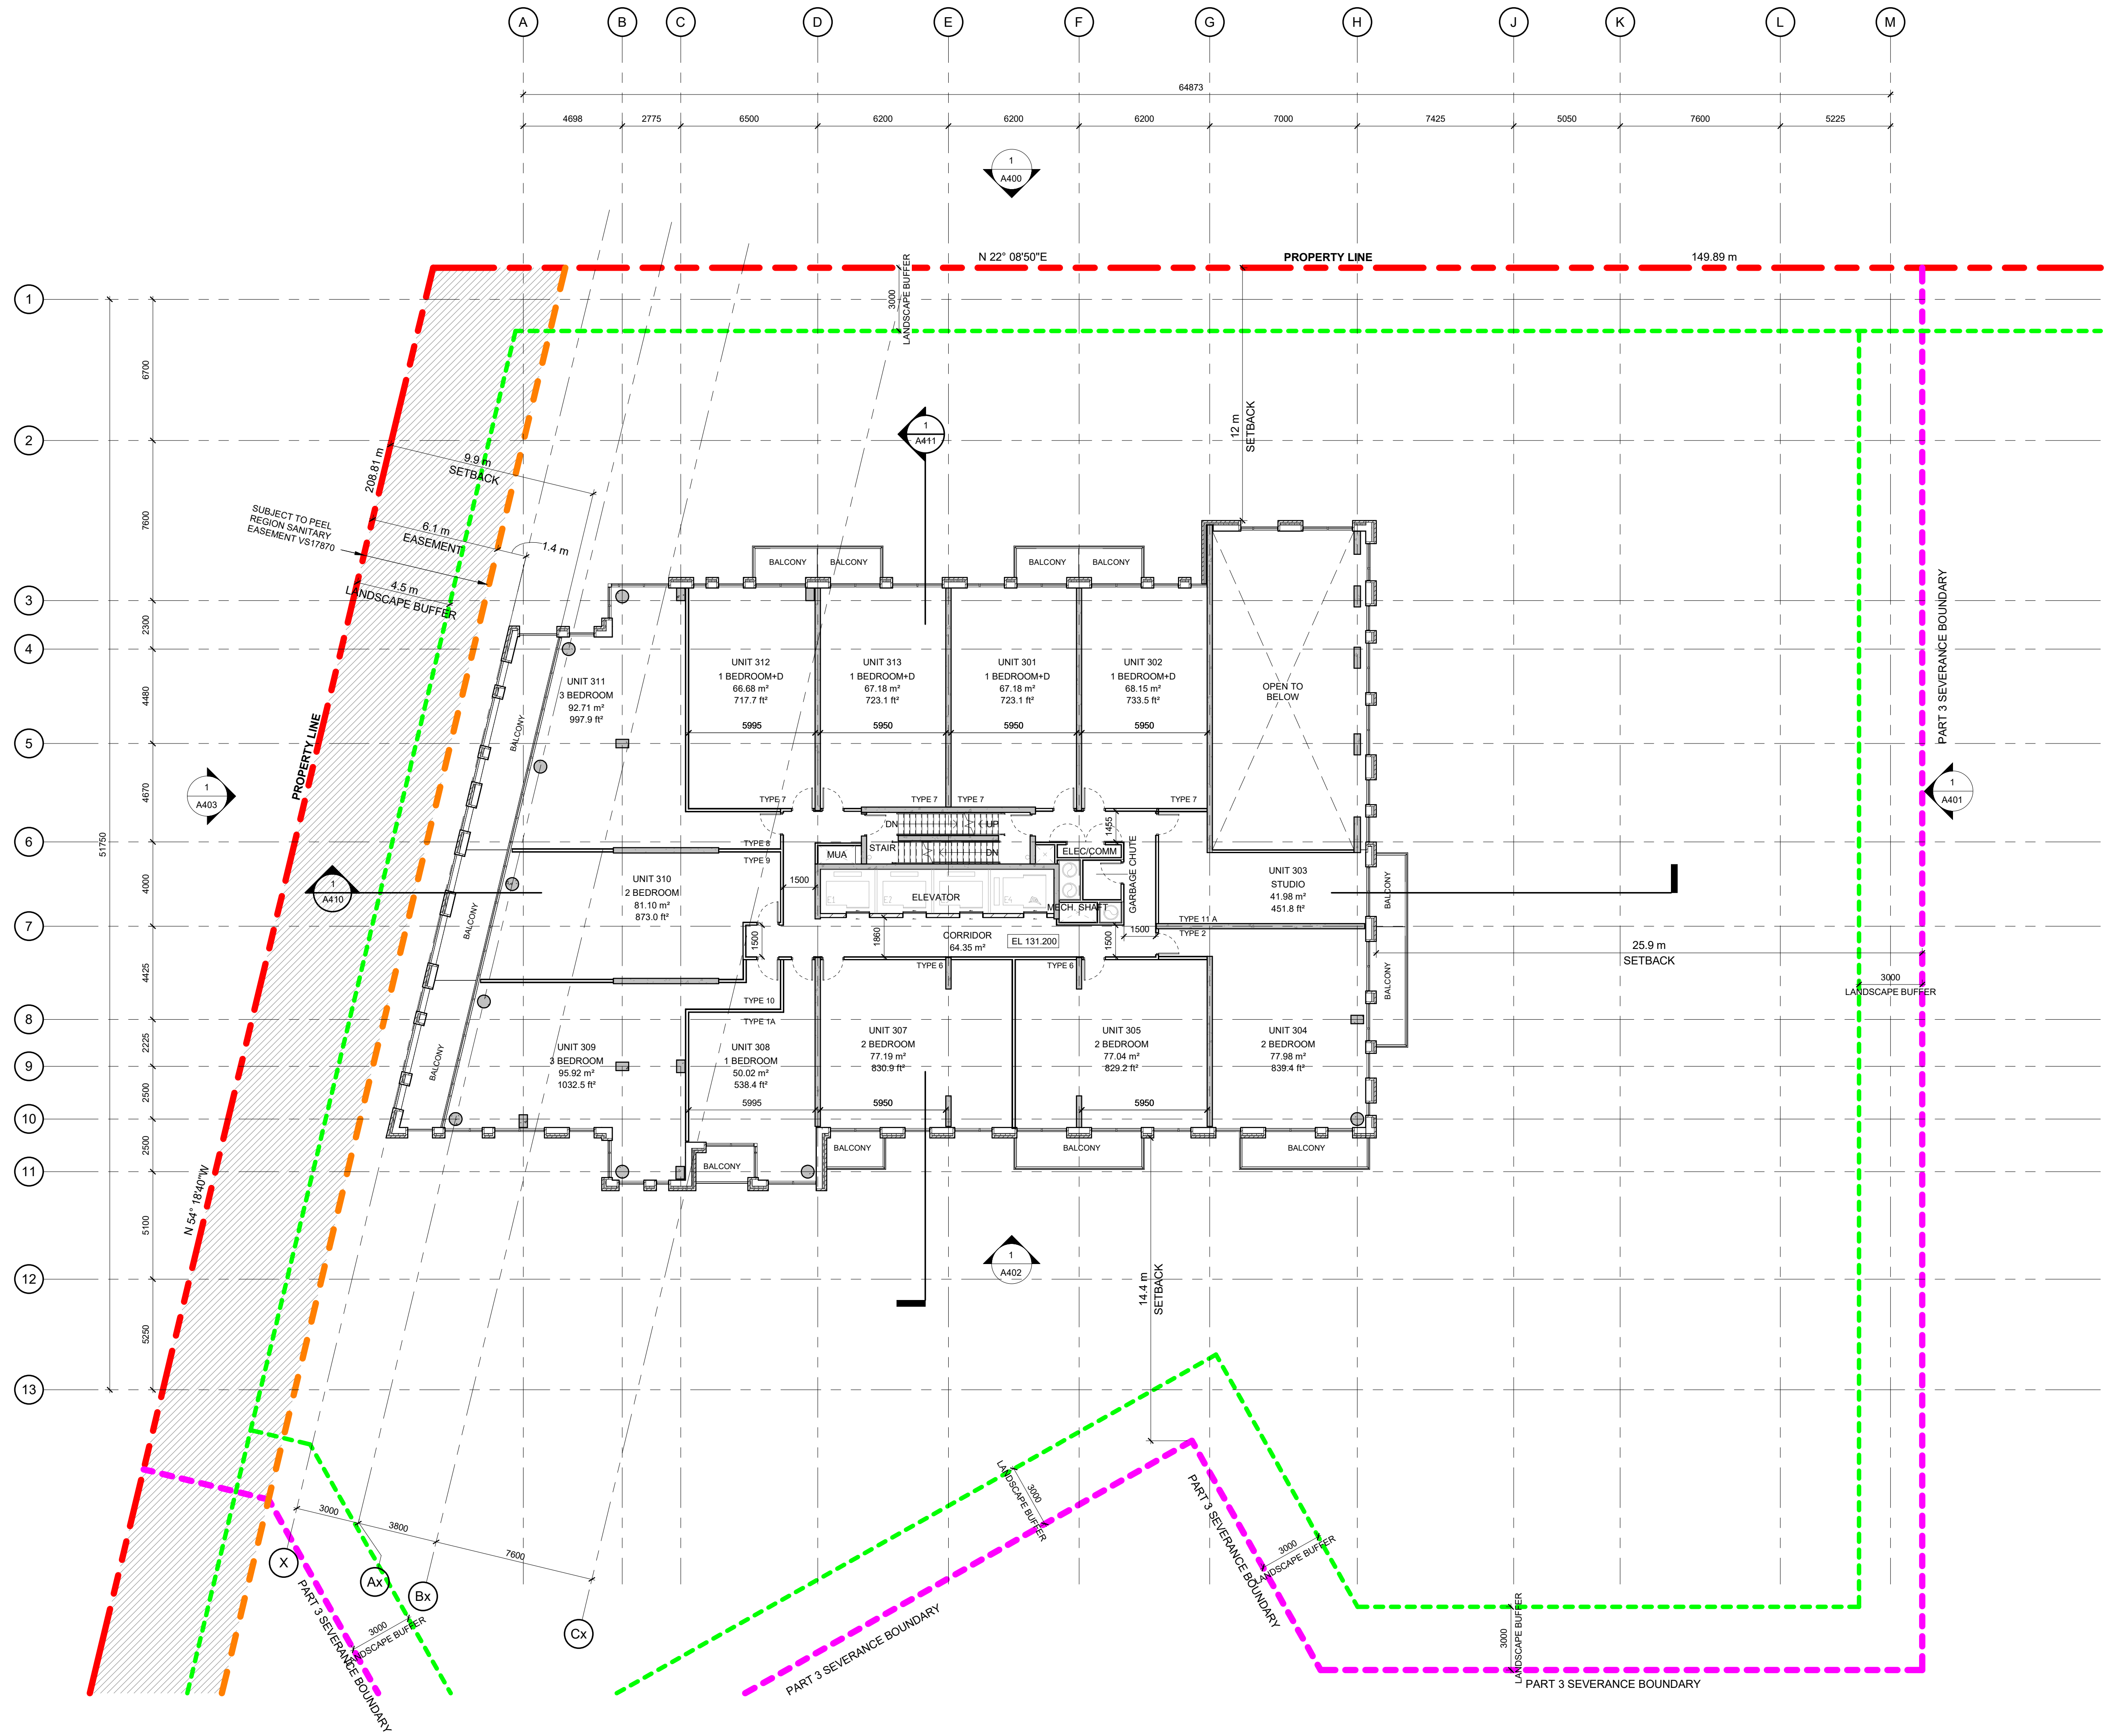 A
B
C
D
E
F
G
H
J
K
L
M
64873
4698
2775
6500
6200
6200
6200
7000
7425
5050
7600
5225
1
A400
N 22° 08'50"E
PROPERTY LINE
149.89 m
3000
LANDSCAPE BUFFER
1
2
3
4
5
6
7
8
9
10
11
12
13
51750
6700
7600
2300
4480
4670
4000
4425
2225
2500
2500
5100
5250
12 m
SETBACK
1
A411
208.81 m
9.9 m
SETBACK
SUBJECT TO PEEL
REGION SANITARY
EASEMENT VS17870
6.1 m
EASEMENT
1.4 m
4.5 m
LANDSCAPE BUFFER
PROPERTY LINE
N 54° 18'40"W
1
A403
1
A410
BALCONY
BALCONY
BALCONY
BALCONY
UNIT 311
3 BEDROOM
92.71 m²
997.9 ft²
UNIT 312
1 BEDROOM+D
66.68 m²
717.7 ft²
5995
UNIT 313
1 BEDROOM+D
67.18 m²
723.1 ft²
5950
UNIT 301
1 BEDROOM+D
67.18 m²
723.1 ft²
5950
UNIT 302
1 BEDROOM+D
68.15 m²
733.5 ft²
5950
OPEN TO
BELOW
BALCONY
BALCONY
BALCONY
TYPE 7
TYPE 7
TYPE 7
TYPE 7
TYPE 8
TYPE 9
DN
UP
STAIR
DN
MUA
ELEC/COMM
1455
GARBAGE CHUTE
1500
E1
E2
E4
ELEVATOR
MECH. SHAFT
UNIT 310
2 BEDROOM
81.10 m²
873.0 ft²
UNIT 303
STUDIO
41.98 m²
451.8 ft²
TYPE 11 A
TYPE 2
1500
1860
CORRIDOR
64.35 m²
EL 131.200
1500
1500
TYPE 6
TYPE 6
TYPE 10
TYPE 1A
UNIT 309
3 BEDROOM
95.92 m²
1032.5 ft²
UNIT 308
1 BEDROOM
50.02 m²
538.4 ft²
5995
UNIT 307
2 BEDROOM
77.19 m²
830.9 ft²
5950
UNIT 305
2 BEDROOM
77.04 m²
829.2 ft²
5950
UNIT 304
2 BEDROOM
77.98 m²
839.4 ft²
BALCONY
BALCONY
BALCONY
BALCONY
BALCONY
BALCONY
25.9 m
SETBACK
3000
LANDSCAPE BUFFER
PART 3 SEVERANCE BOUNDARY
1
A401
1
A402
14.4 m
SETBACK
3000
3800
7600
X
Ax
Bx
Cx
PART 3 SEVERANCE BOUNDARY
3000
LANDSCAPE BUFFER
3000
LANDSCAPE BUFFER
PART 3 SEVERANCE BOUNDARY
PART 3 SEVERANCE BOUNDARY
3000
LANDSCAPE BUFFER
3000
LANDSCAPE BUFFER
PART 3 SEVERANCE BOUNDARY